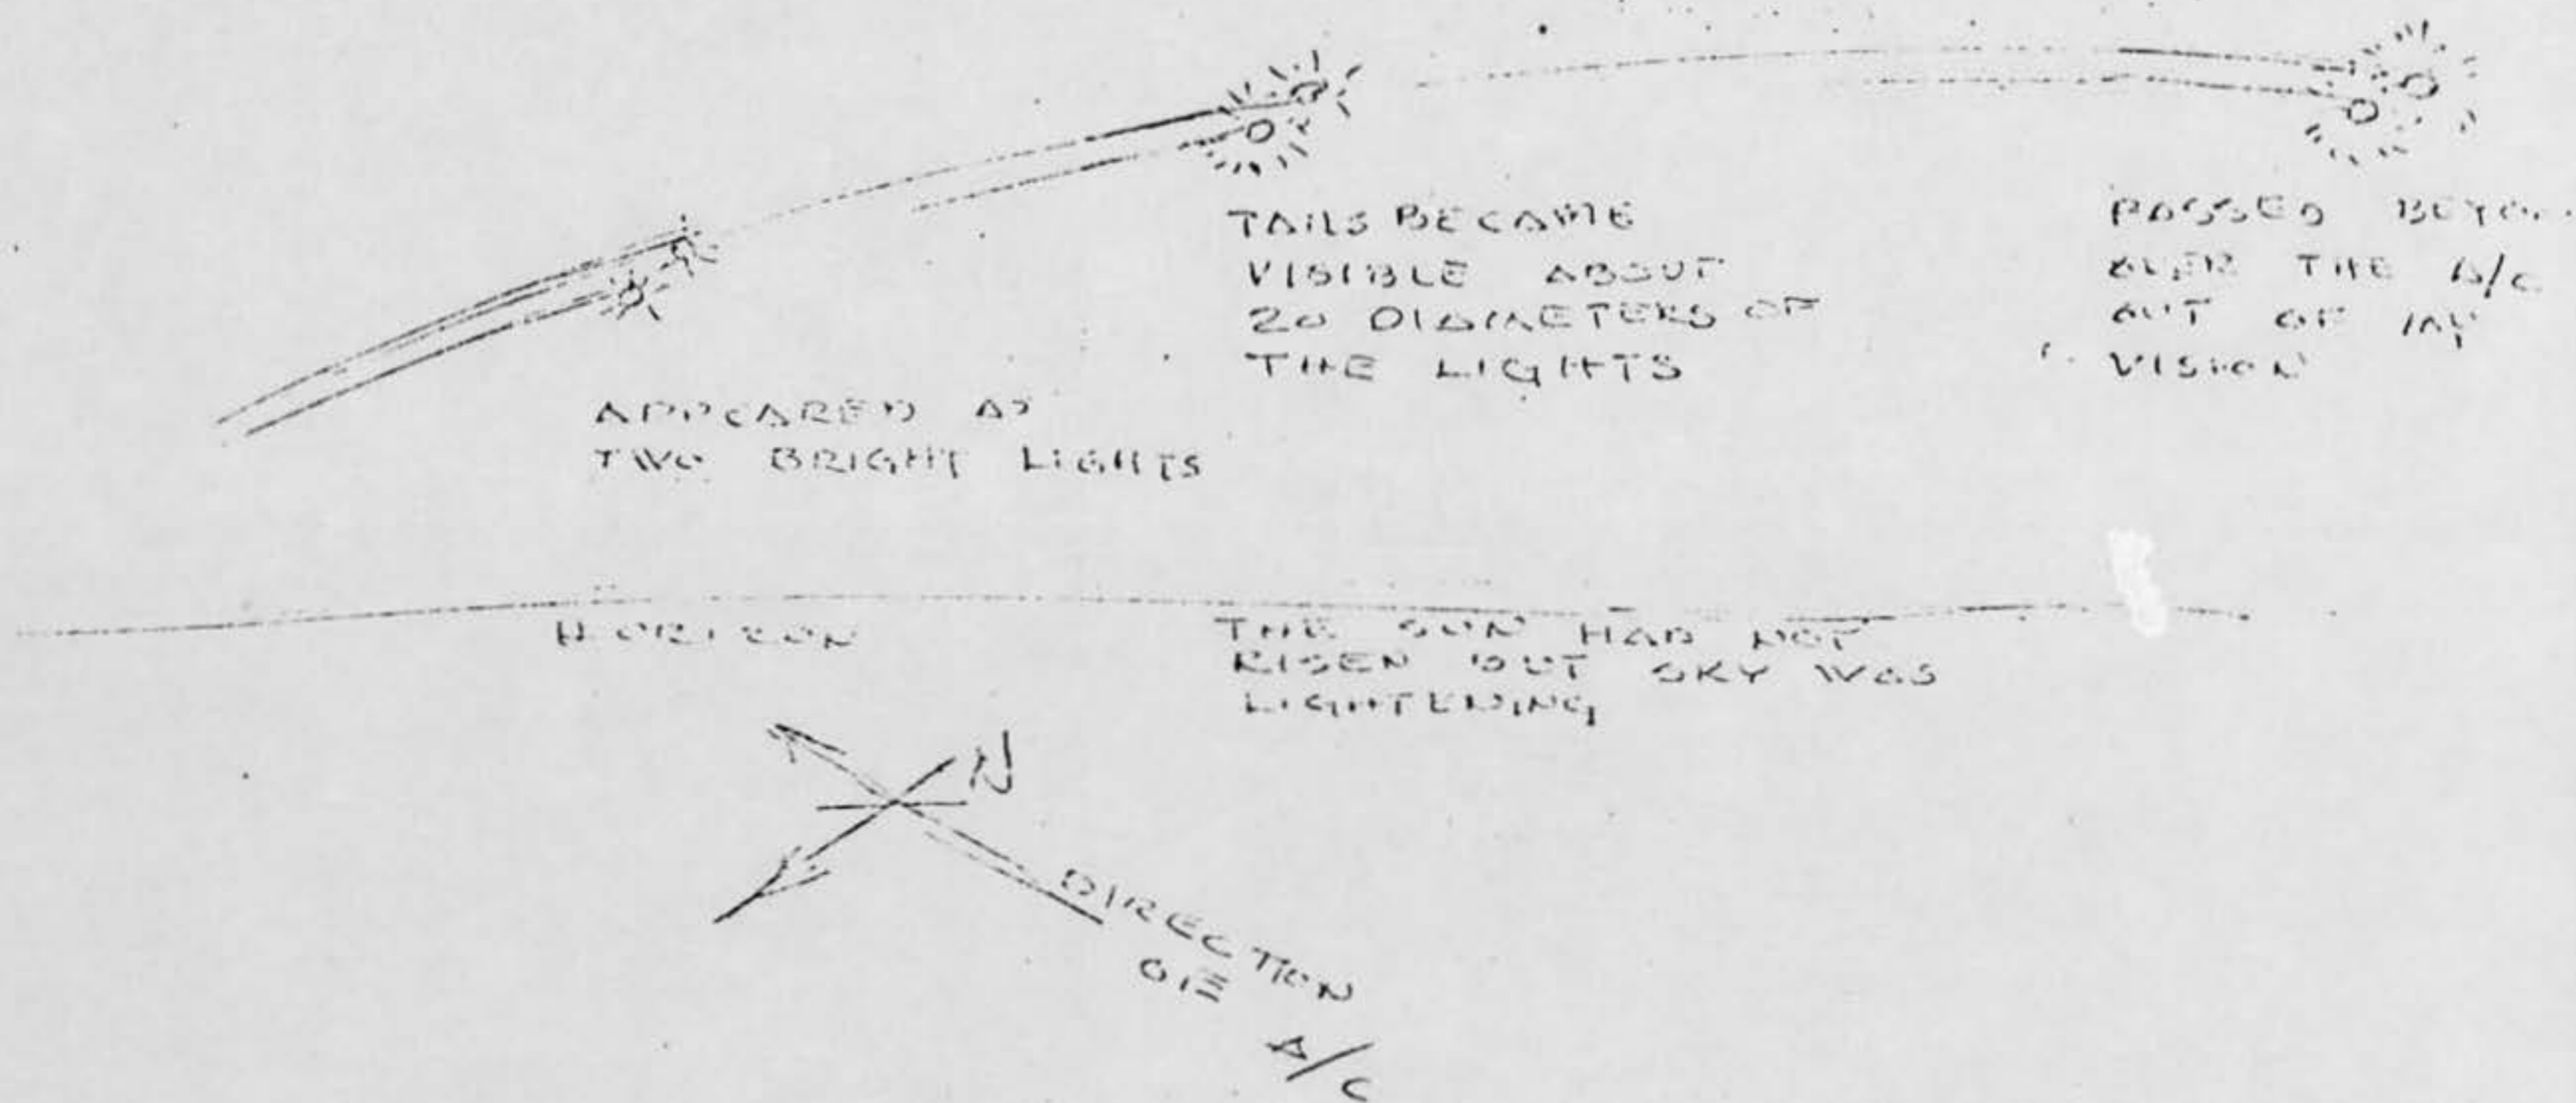 TAILS BECAME
VISIBLE ABOUT
20 DIAMETERS OF
THE LIGHTS
PASSED
OVER THE A/C
OUT OF MY
VISION
APPEARED AS
TWO BRIGHT LIGHTS
HORIZON
THE SUN HAD NOT
RISEN BUT SKY WAS
LIGHTENING
N
DIRECTION
OF
A/C